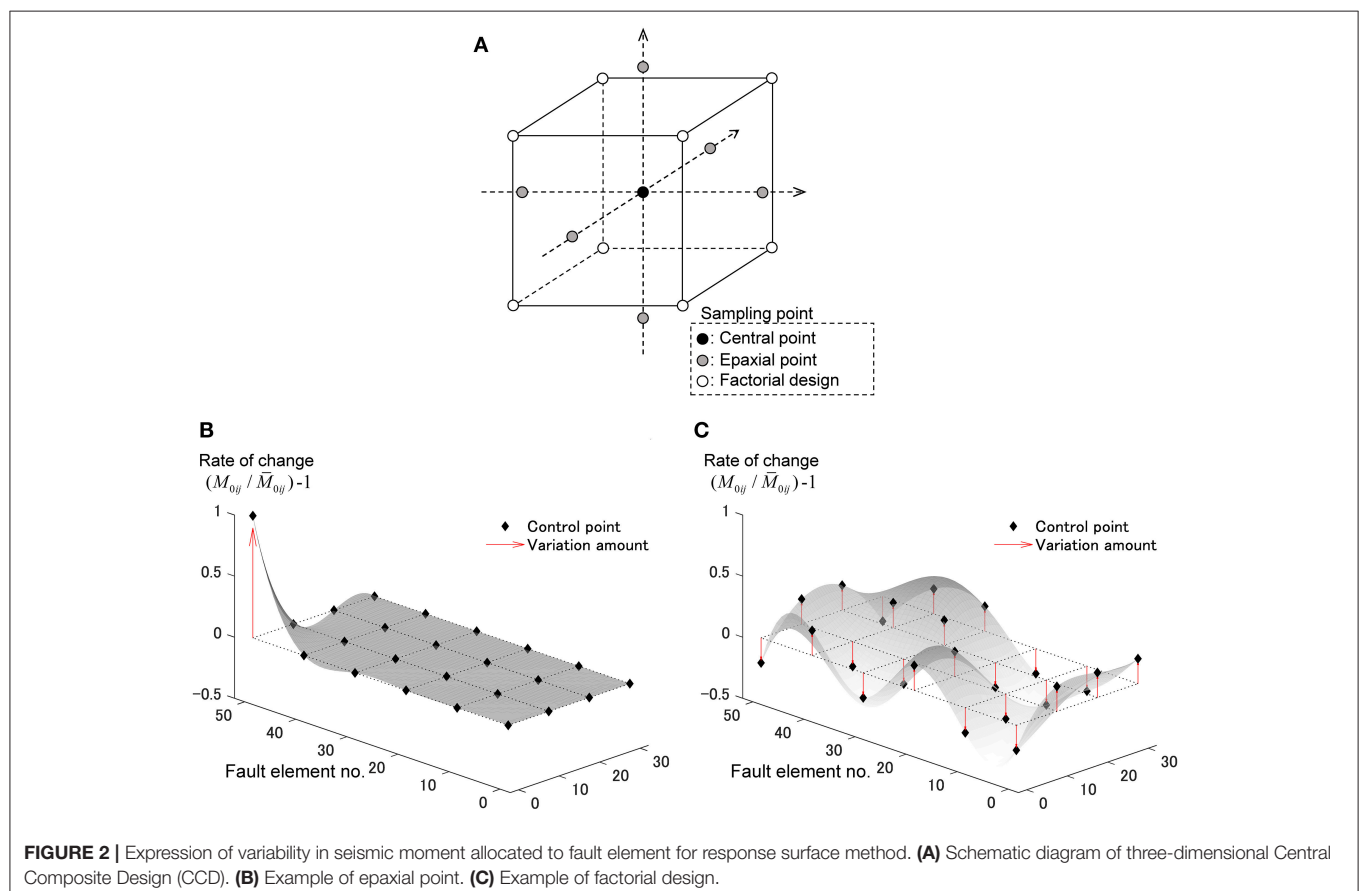 A
Sampling point
●: Central point
●: Epaxial point
○: Factorial design
B
Rate of change
(M₀ᵢⱼ / M̄₀ᵢⱼ)-1
1
0.5
0
−0.5
Control point
Variation amount
50
40
30
20
10
0
Fault element no.
0
10
20
30
C
Rate of change
(M₀ᵢⱼ / M̄₀ᵢⱼ)-1
1
0.5
0
−0.5
Control point
Variation amount
50
40
30
20
10
0
Fault element no.
0
10
20
30
FIGURE 2 | Expression of variability in seismic moment allocated to fault element for response surface method. (A) Schematic diagram of three-dimensional Central
Composite Design (CCD). (B) Example of epaxial point. (C) Example of factorial design.